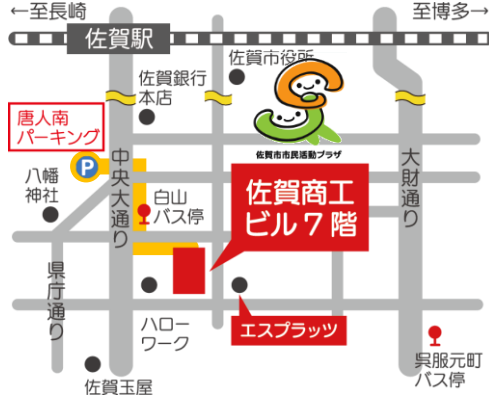 ←至長崎
至博多→
佐賀駅
佐賀市役所
佐賀銀行
本店
唐人南
パーキング
P
佐賀市市民活動プラザ
八幡
神社
中央大通り
白山
バス停
佐賀商工
ビル7階
大財通り
県庁通り
ハロー
ワーク
エスプラッツ
呉服元町
バス停
佐賀玉屋